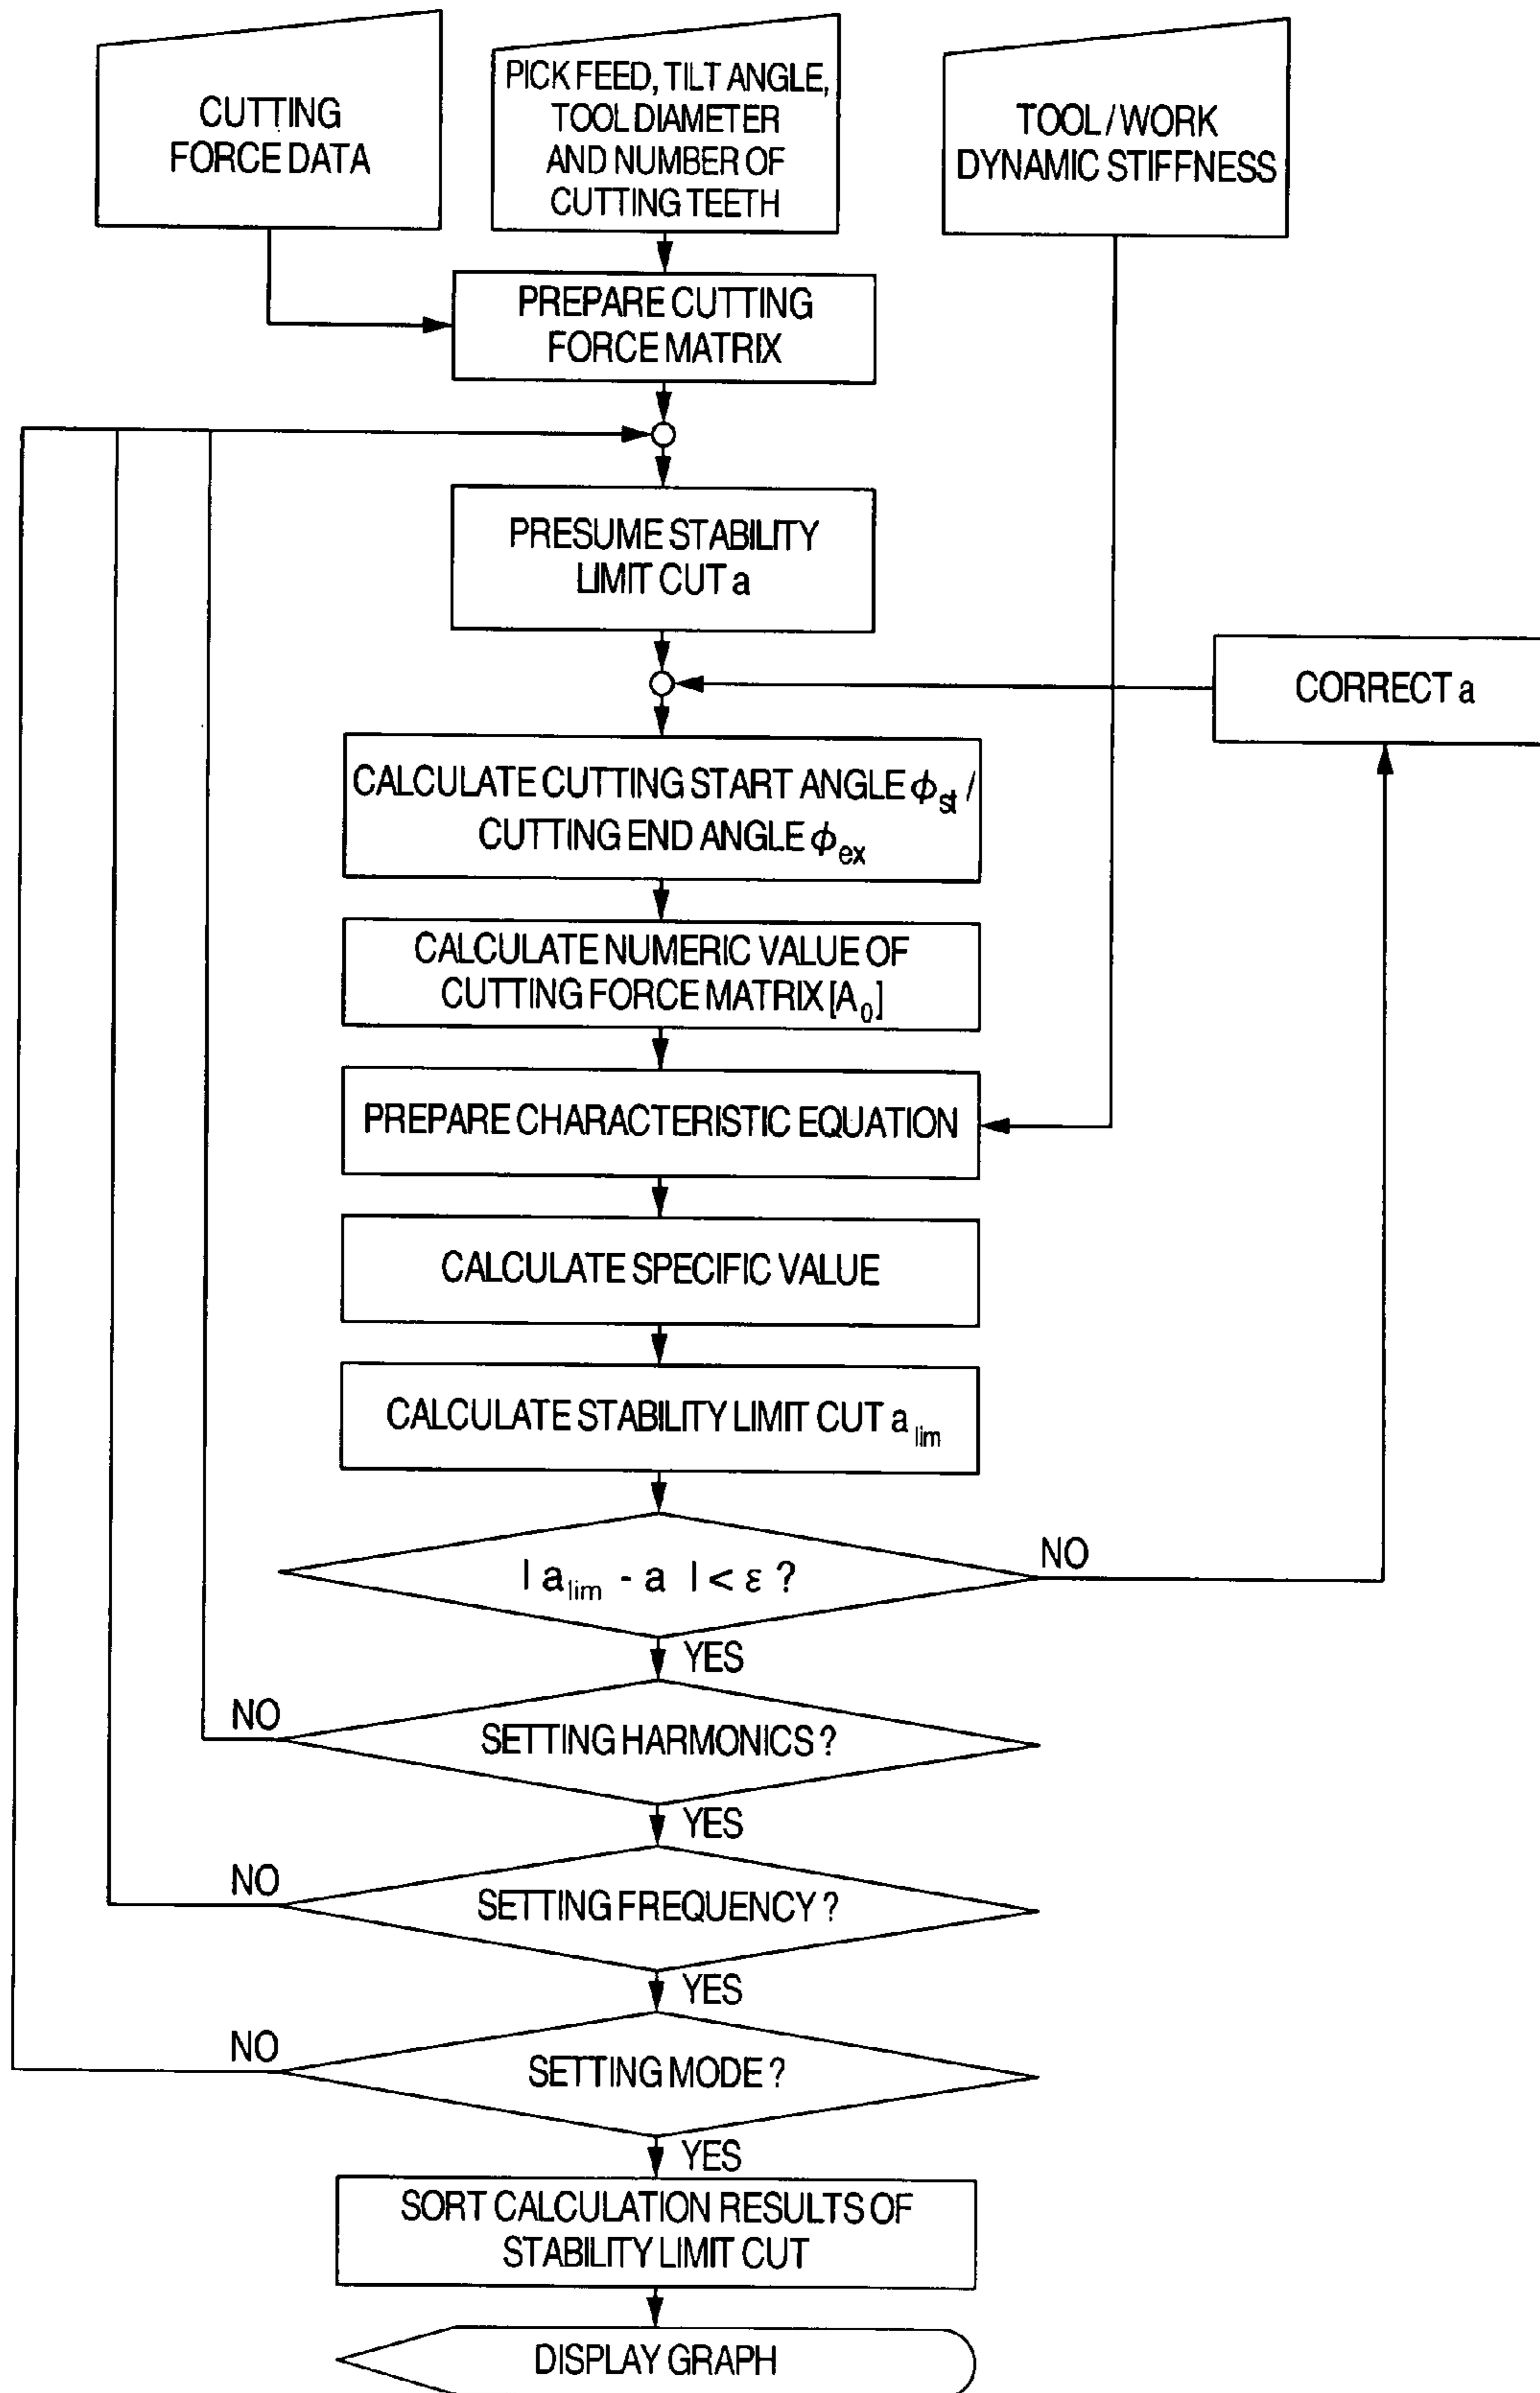 CUTTING
FORCE DATA
PICK FEED, TILT ANGLE,
TOOL DIAMETER
AND NUMBER OF
CUTTING TEETH
TOOL / WORK
DYNAMIC STIFFNESS
PREPARE CUTTING
FORCE MATRIX
PRESUME STABILITY
LIMIT CUT a
CORRECT a
CALCULATE CUTTING START ANGLE ϕst /
CUTTING END ANGLE ϕex
CALCULATE NUMERIC VALUE OF
CUTTING FORCE MATRIX [A0]
PREPARE CHARACTERISTIC EQUATION
CALCULATE SPECIFIC VALUE
CALCULATE STABILITY LIMIT CUT a lim
| alim - a | < ε ?
NO
YES
SETTING HARMONICS ?
NO
YES
SETTING FREQUENCY ?
NO
YES
SETTING MODE ?
NO
YES
SORT CALCULATION RESULTS OF
STABILITY LIMIT CUT
DISPLAY GRAPH